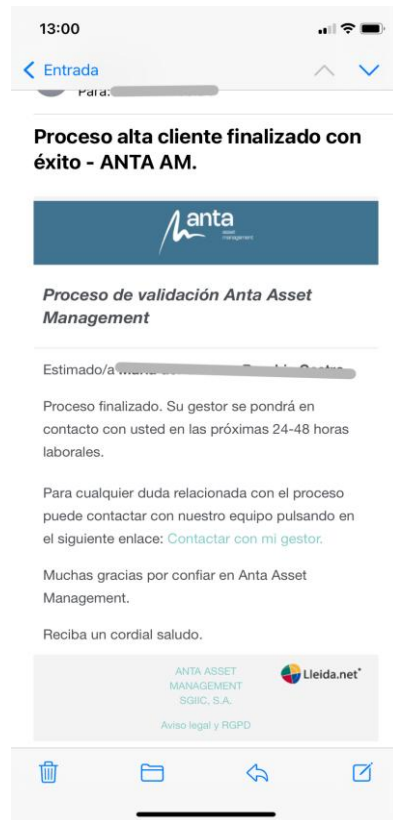 13:00
Entrada
Para:
Proceso alta cliente finalizado con
éxito - ANTA AM.
anta
asset
management
Proceso de validación Anta Asset
Management
Estimado/a
Proceso finalizado. Su gestor se pondrá en
contacto con usted en las próximas 24-48 horas
laborales.
Para cualquier duda relacionada con el proceso
puede contactar con nuestro equipo pulsando en
el siguiente enlace: Contactar con mi gestor.
Muchas gracias por confiar en Anta Asset
Management.
Reciba un cordial saludo.
ANTA ASSET
MANAGEMENT
SGIIC, S.A.
Lleida.net
Aviso legal y RGPD